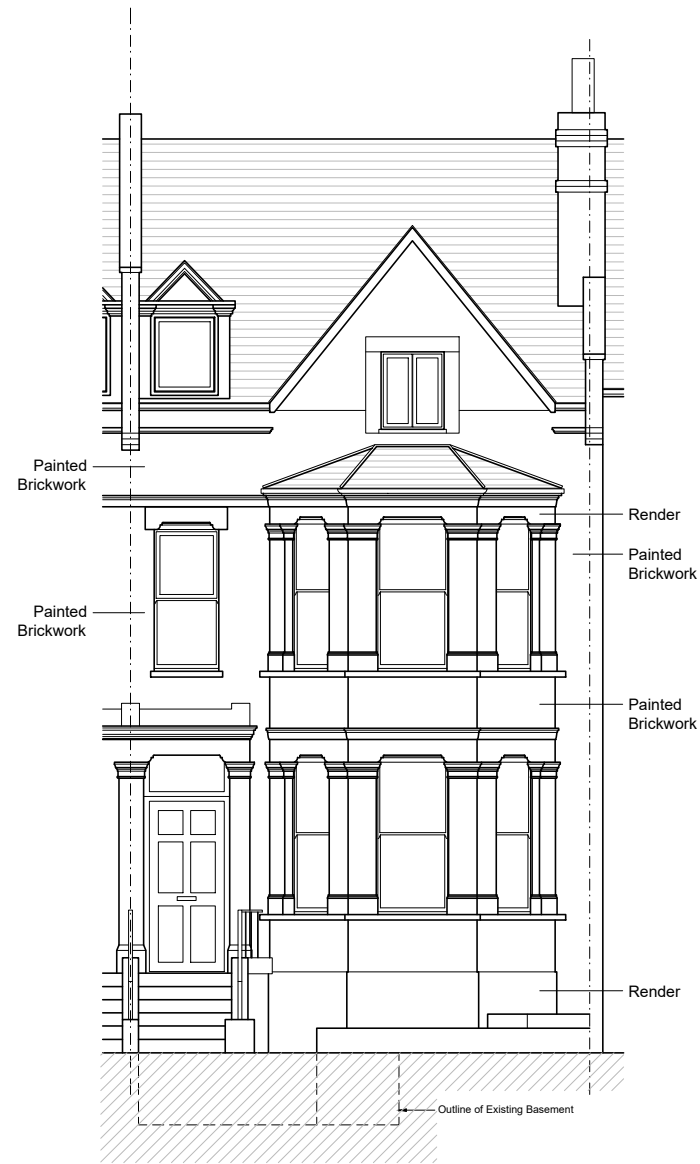 Painted
Brickwork
Render
Painted
Brickwork
Painted
Brickwork
Painted
Brickwork
Render
Outline of Existing Basement